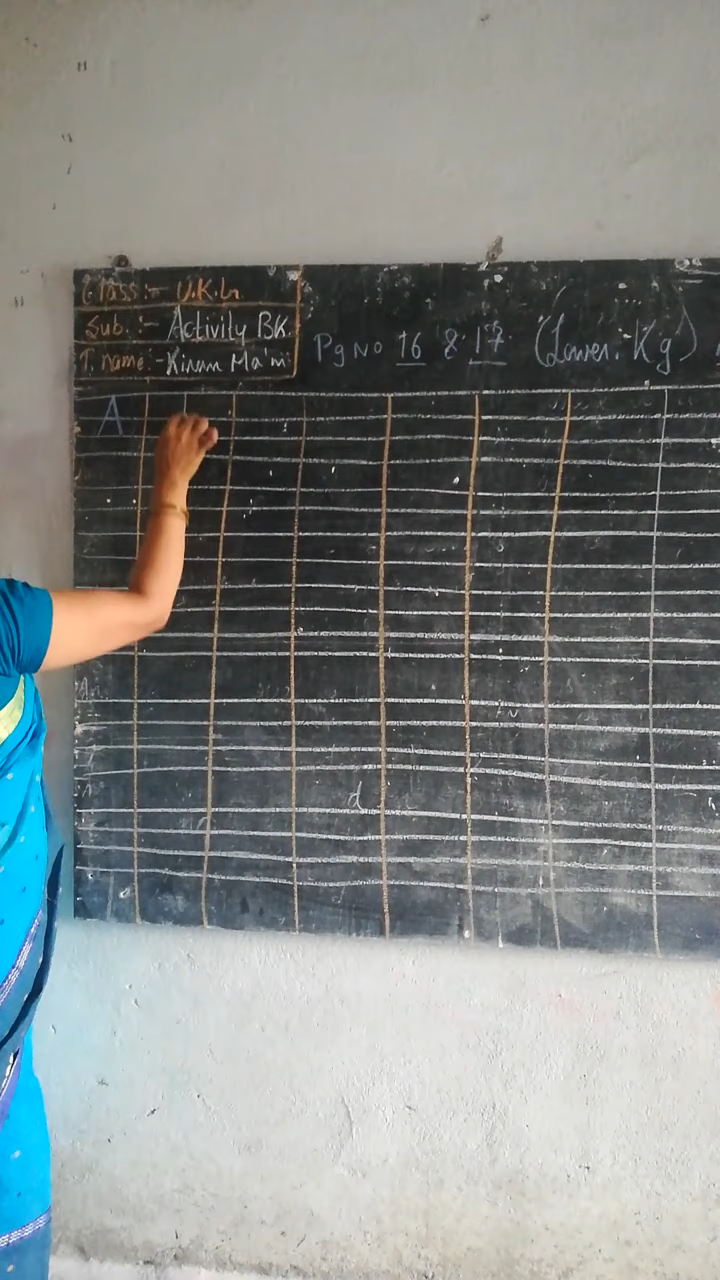 Class:- U.K.G.
Sub. :- Activity BK.
T. name:- Kiran Ma'm
Pg No 16 & 17 (Lower. Kg)
A
d